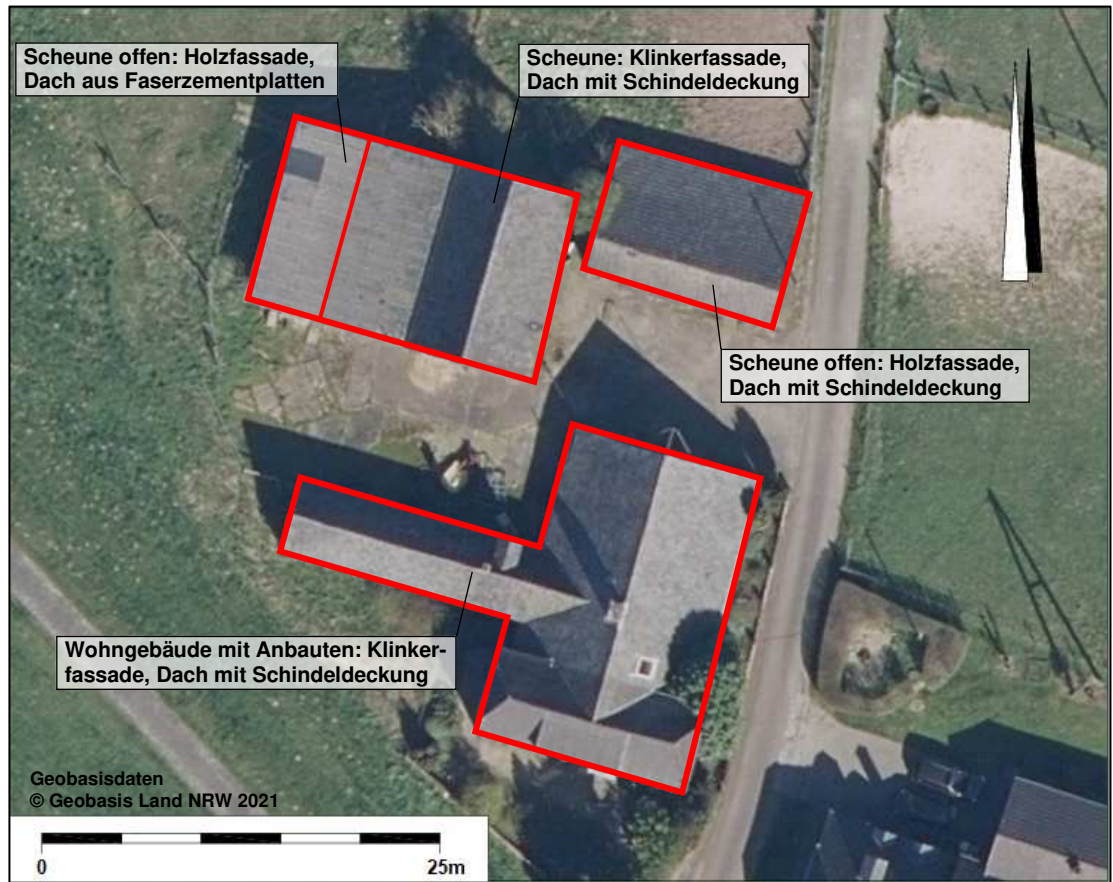 Scheune offen: Holzfassade,
Dach aus Faserzementplatten
Scheune: Klinkerfassade,
Dach mit Schindeldeckung
Scheune offen: Holzfassade,
Dach mit Schindeldeckung
Wohngebäude mit Anbauten: Klinker-
fassade, Dach mit Schindeldeckung
Geobasisdaten
© Geobasis Land NRW 2021
0 25m